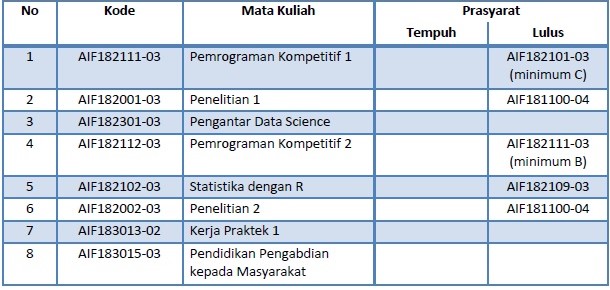 No Kode Mata Kuliah Prasyarat
Tempuh Lulus
1 AIF182111-03 Pemrograman Kompetitif 1 AIF182101-03
(minimum C)
2 AIF182001-03 Penelitian 1 AIF181100-04
3 AIF182301-03 Pengantar Data Science
4 AIF182112-03 Pemrograman Kompetitif 2 AIF182111-03
(minimum B)
5 AIF182102-03 Statistika dengan R AIF182109-03
6 AIF182002-03 Penelitian 2 AIF181100-04
7 AIF183013-02 Kerja Praktek 1
8 AIF183015-03 Pendidikan Pengabdian
kepada Masyarakat